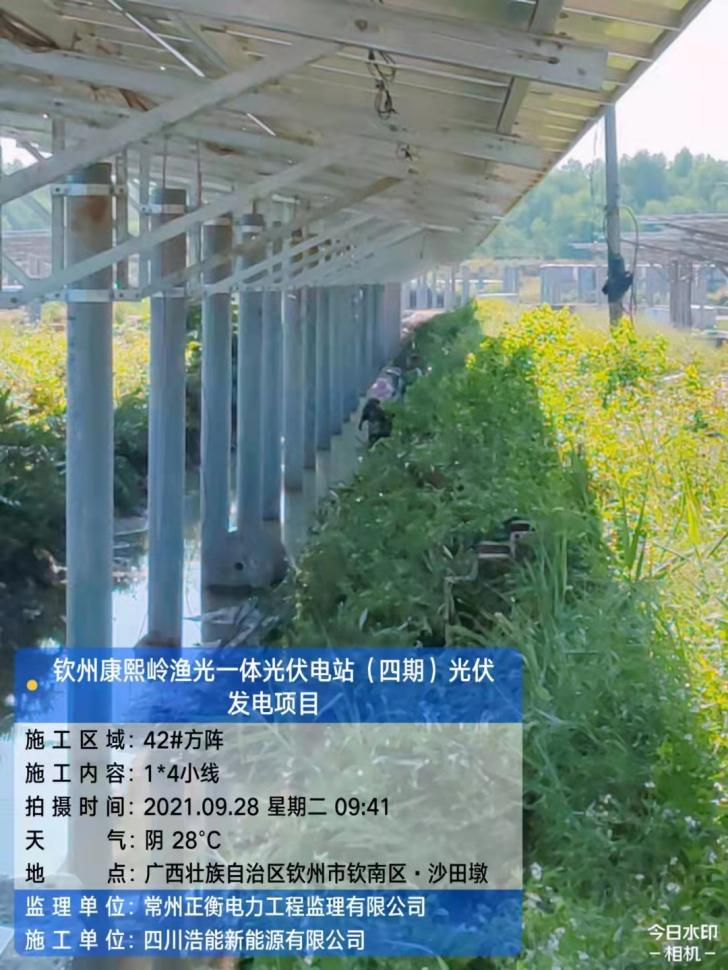 钦州康熙岭渔光一体光伏电站（四期）光伏
发电项目
施工区域：42#方阵
施工内容：1*4小线
拍摄时间：2021.09.28 星期二 09:41
天气：阴 28℃
地点：广西壮族自治区钦州市钦南区·沙田墩
监理单位：常州正衡电力工程监理有限公司
施工单位：四川浩能新能源有限公司
今日水印
-相机-